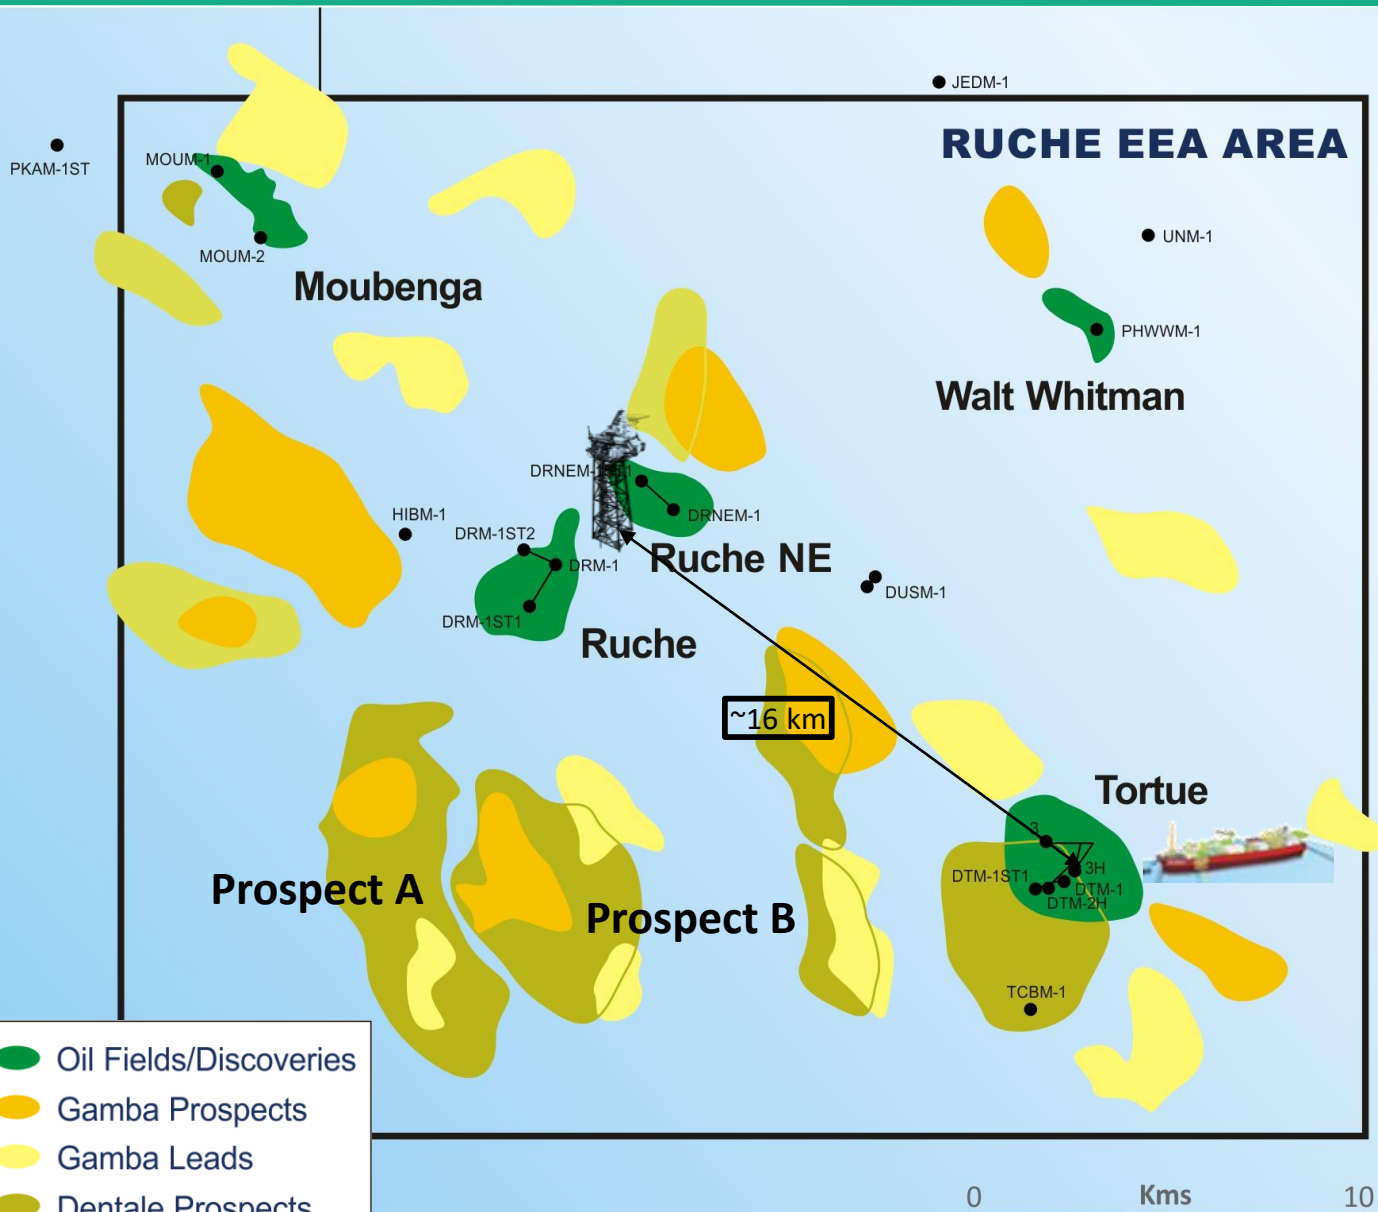 JEDM-1
RUCHE EEA AREA
PKAM-1ST
MOUM-1
MOUM-2
UNM-1
Moubenga
PHWWM-1
Walt Whitman
DRNEM-1ST1
HIBM-1
DRNEM-1
DRM-1ST2
Ruche NE
DRM-1
DUSM-1
DRM-1ST1
Ruche
~16 km
Tortue
3
3H
DTM-1ST1
DTM-1
DTM-2H
Prospect A
Prospect B
TCBM-1
Oil Fields/Discoveries
Gamba Prospects
Gamba Leads
Dentale Prospects
0 Kms 10